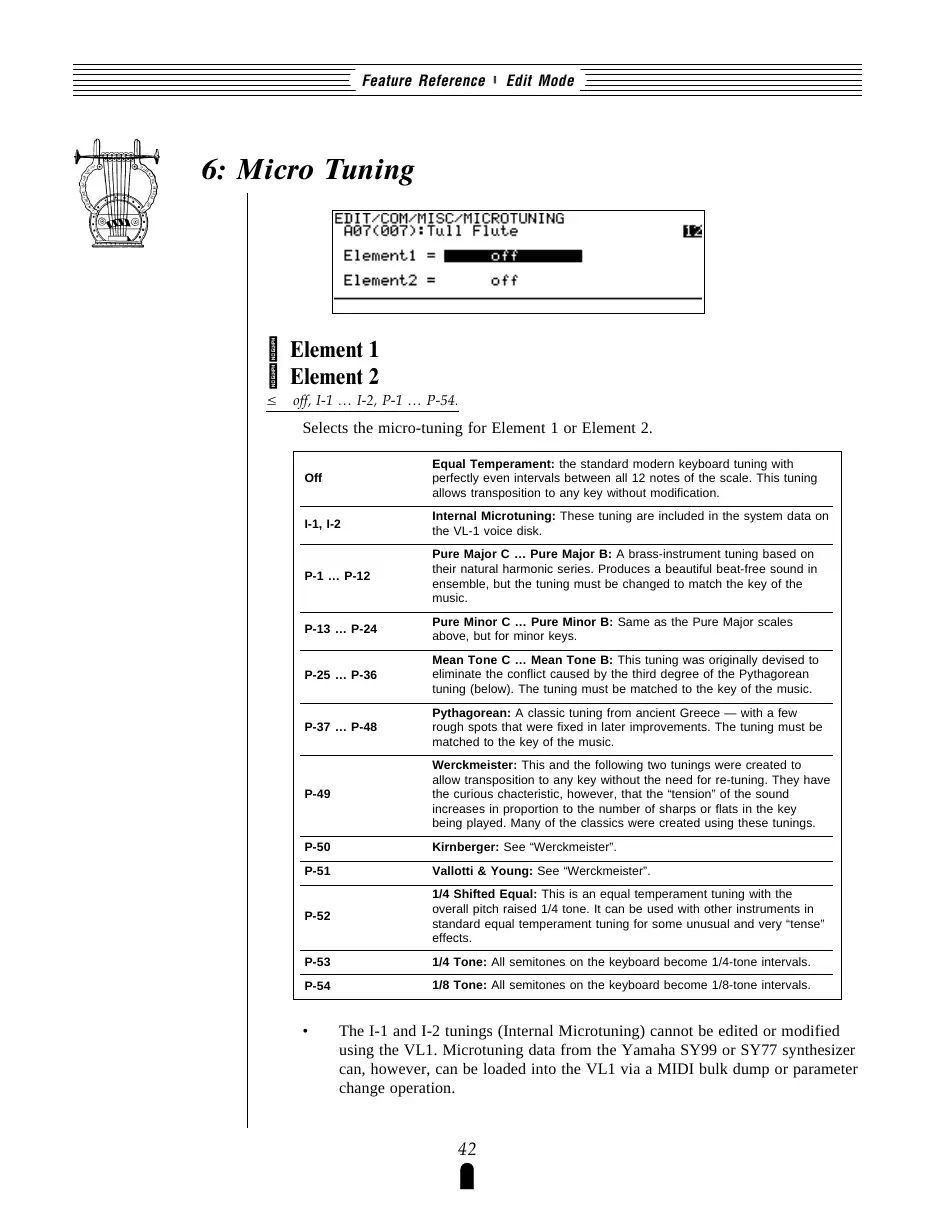 Feature Reference Edit Mode
6: Micro Tuning
EDIT/COM/MISC/MICROTUNING
A07(007):Tull Flute 12
Element1 = off
Element2 = off
Element 1
Element 2
≤ off, I-1 … I-2, P-1 … P-54.
Selects the micro-tuning for Element 1 or Element 2.
Off
Equal Temperament: the standard modern keyboard tuning with
perfectly even intervals between all 12 notes of the scale. This tuning
allows transposition to any key without modification.
I-1, I-2
Internal Microtuning: These tuning are included in the system data on
the VL-1 voice disk.
P-1 … P-12
Pure Major C … Pure Major B: A brass-instrument tuning based on
their natural harmonic series. Produces a beautiful beat-free sound in
ensemble, but the tuning must be changed to match the key of the
music.
P-13 … P-24
Pure Minor C … Pure Minor B: Same as the Pure Major scales
above, but for minor keys.
P-25 … P-36
Mean Tone C … Mean Tone B: This tuning was originally devised to
eliminate the conflict caused by the third degree of the Pythagorean
tuning (below). The tuning must be matched to the key of the music.
P-37 … P-48
Pythagorean: A classic tuning from ancient Greece — with a few
rough spots that were fixed in later improvements. The tuning must be
matched to the key of the music.
P-49
Werckmeister: This and the following two tunings were created to
allow transposition to any key without the need for re-tuning. They have
the curious chacteristic, however, that the “tension” of the sound
increases in proportion to the number of sharps or flats in the key
being played. Many of the classics were created using these tunings.
P-50
Kirnberger: See “Werckmeister”.
P-51
Vallotti & Young: See “Werckmeister”.
P-52
1/4 Shifted Equal: This is an equal temperament tuning with the
overall pitch raised 1/4 tone. It can be used with other instruments in
standard equal temperament tuning for some unusual and very “tense”
effects.
P-53
1/4 Tone: All semitones on the keyboard become 1/4-tone intervals.
P-54
1/8 Tone: All semitones on the keyboard become 1/8-tone intervals.
• The I-1 and I-2 tunings (Internal Microtuning) cannot be edited or modified
using the VL1. Microtuning data from the Yamaha SY99 or SY77 synthesizer
can, however, can be loaded into the VL1 via a MIDI bulk dump or parameter
change operation.
42